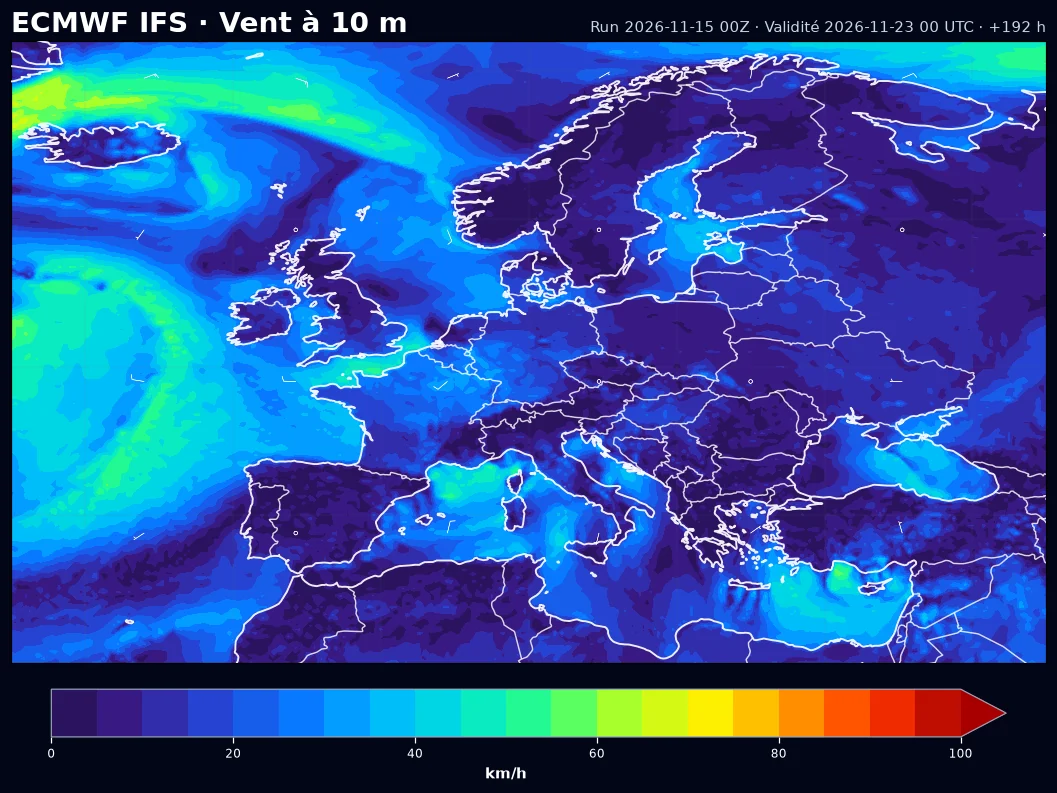 ECMWF IFS · Vent à 10 m
Run 2026-11-15 00Z · Validité 2026-11-23 00 UTC · +192 h
0 20 40 60 80 100
km/h